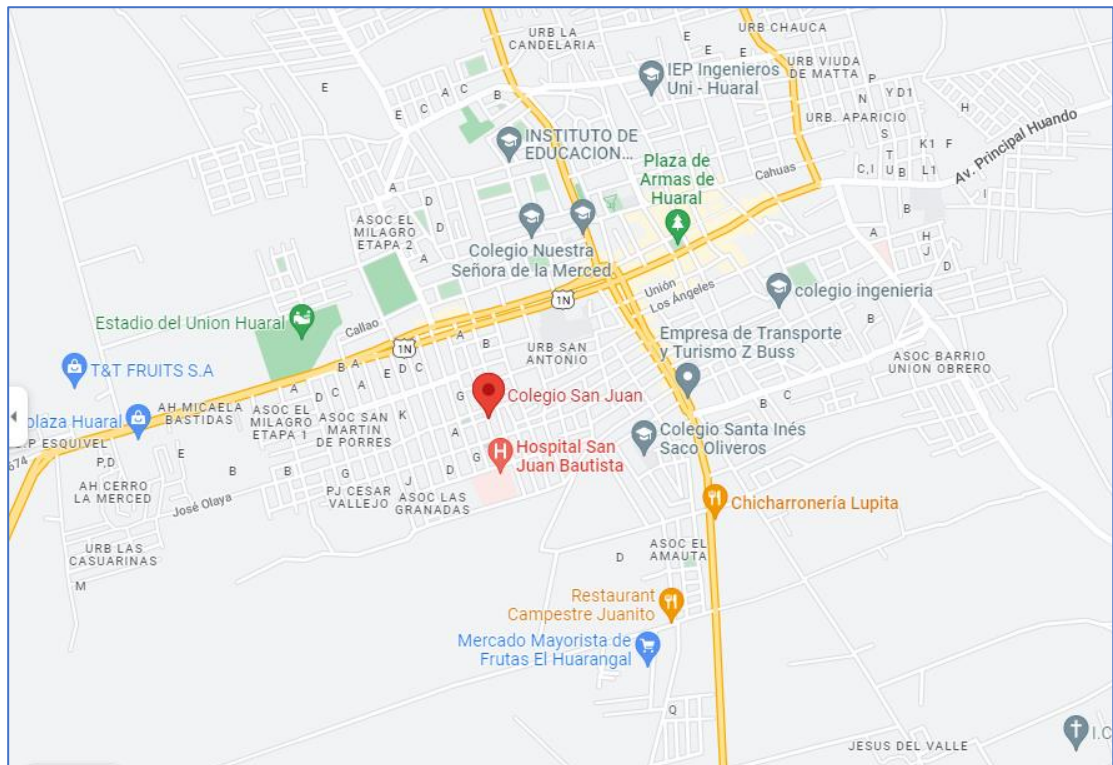 URB LA
CANDELARIA
URB CHAUCA
E
E
E
E
IEP Ingenieros
Uni - Huaral
URB VIUDA
DE MATTA
P
N
Y D1
H
URB. APARICIO
S
T
K1
F
C,I
U
B
L1
Av. Principal Huando
I
E
A
C
B
E
C
A
INSTITUTO DE
EDUCACION...
Plaza de
Armas de
Huaral
Cahuas
B
A
H
J
D
A
D
ASOC EL
MILAGRO
ETAPA 2
D
A
Colegio Nuestra
Señora de la Merced
Unión
Los Ángeles
colegio ingenieria
1N
Estadio del Union Huaral
Callao
1N
A
B
URB SAN
ANTONIO
Empresa de Transporte
y Turismo Z Buss
A
B
ASOC BARRIO
UNION OBRERO
T&T FRUITS S.A
B
A
E
D
C
A
D
C
A
G
Colegio San Juan
C
B
olaza Huaral
AH MICAELA
BASTIDAS
ASOC EL
MILAGRO
ETAPA 1
ASOC SAN
MARTIN
DE PORRES
K
A
Colegio Santa Inés
Saco Oliveros
IP ESQUIVEL
674
P,D
E
AH CERRO
LA MERCED
B
B
G
J
D
G
Hospital San
Juan Bautista
José Olaya
PJ CESAR
VALLEJO
ASOC LAS
GRANADAS
Chicharronería Lupita
URB LAS
CASUARINAS
M
D
ASOC EL
AMAUTA
Restaurant
Campestre Juanito
Mercado Mayorista de
Frutas El Huarangal
Q
JESUS DEL VALLE
I.C